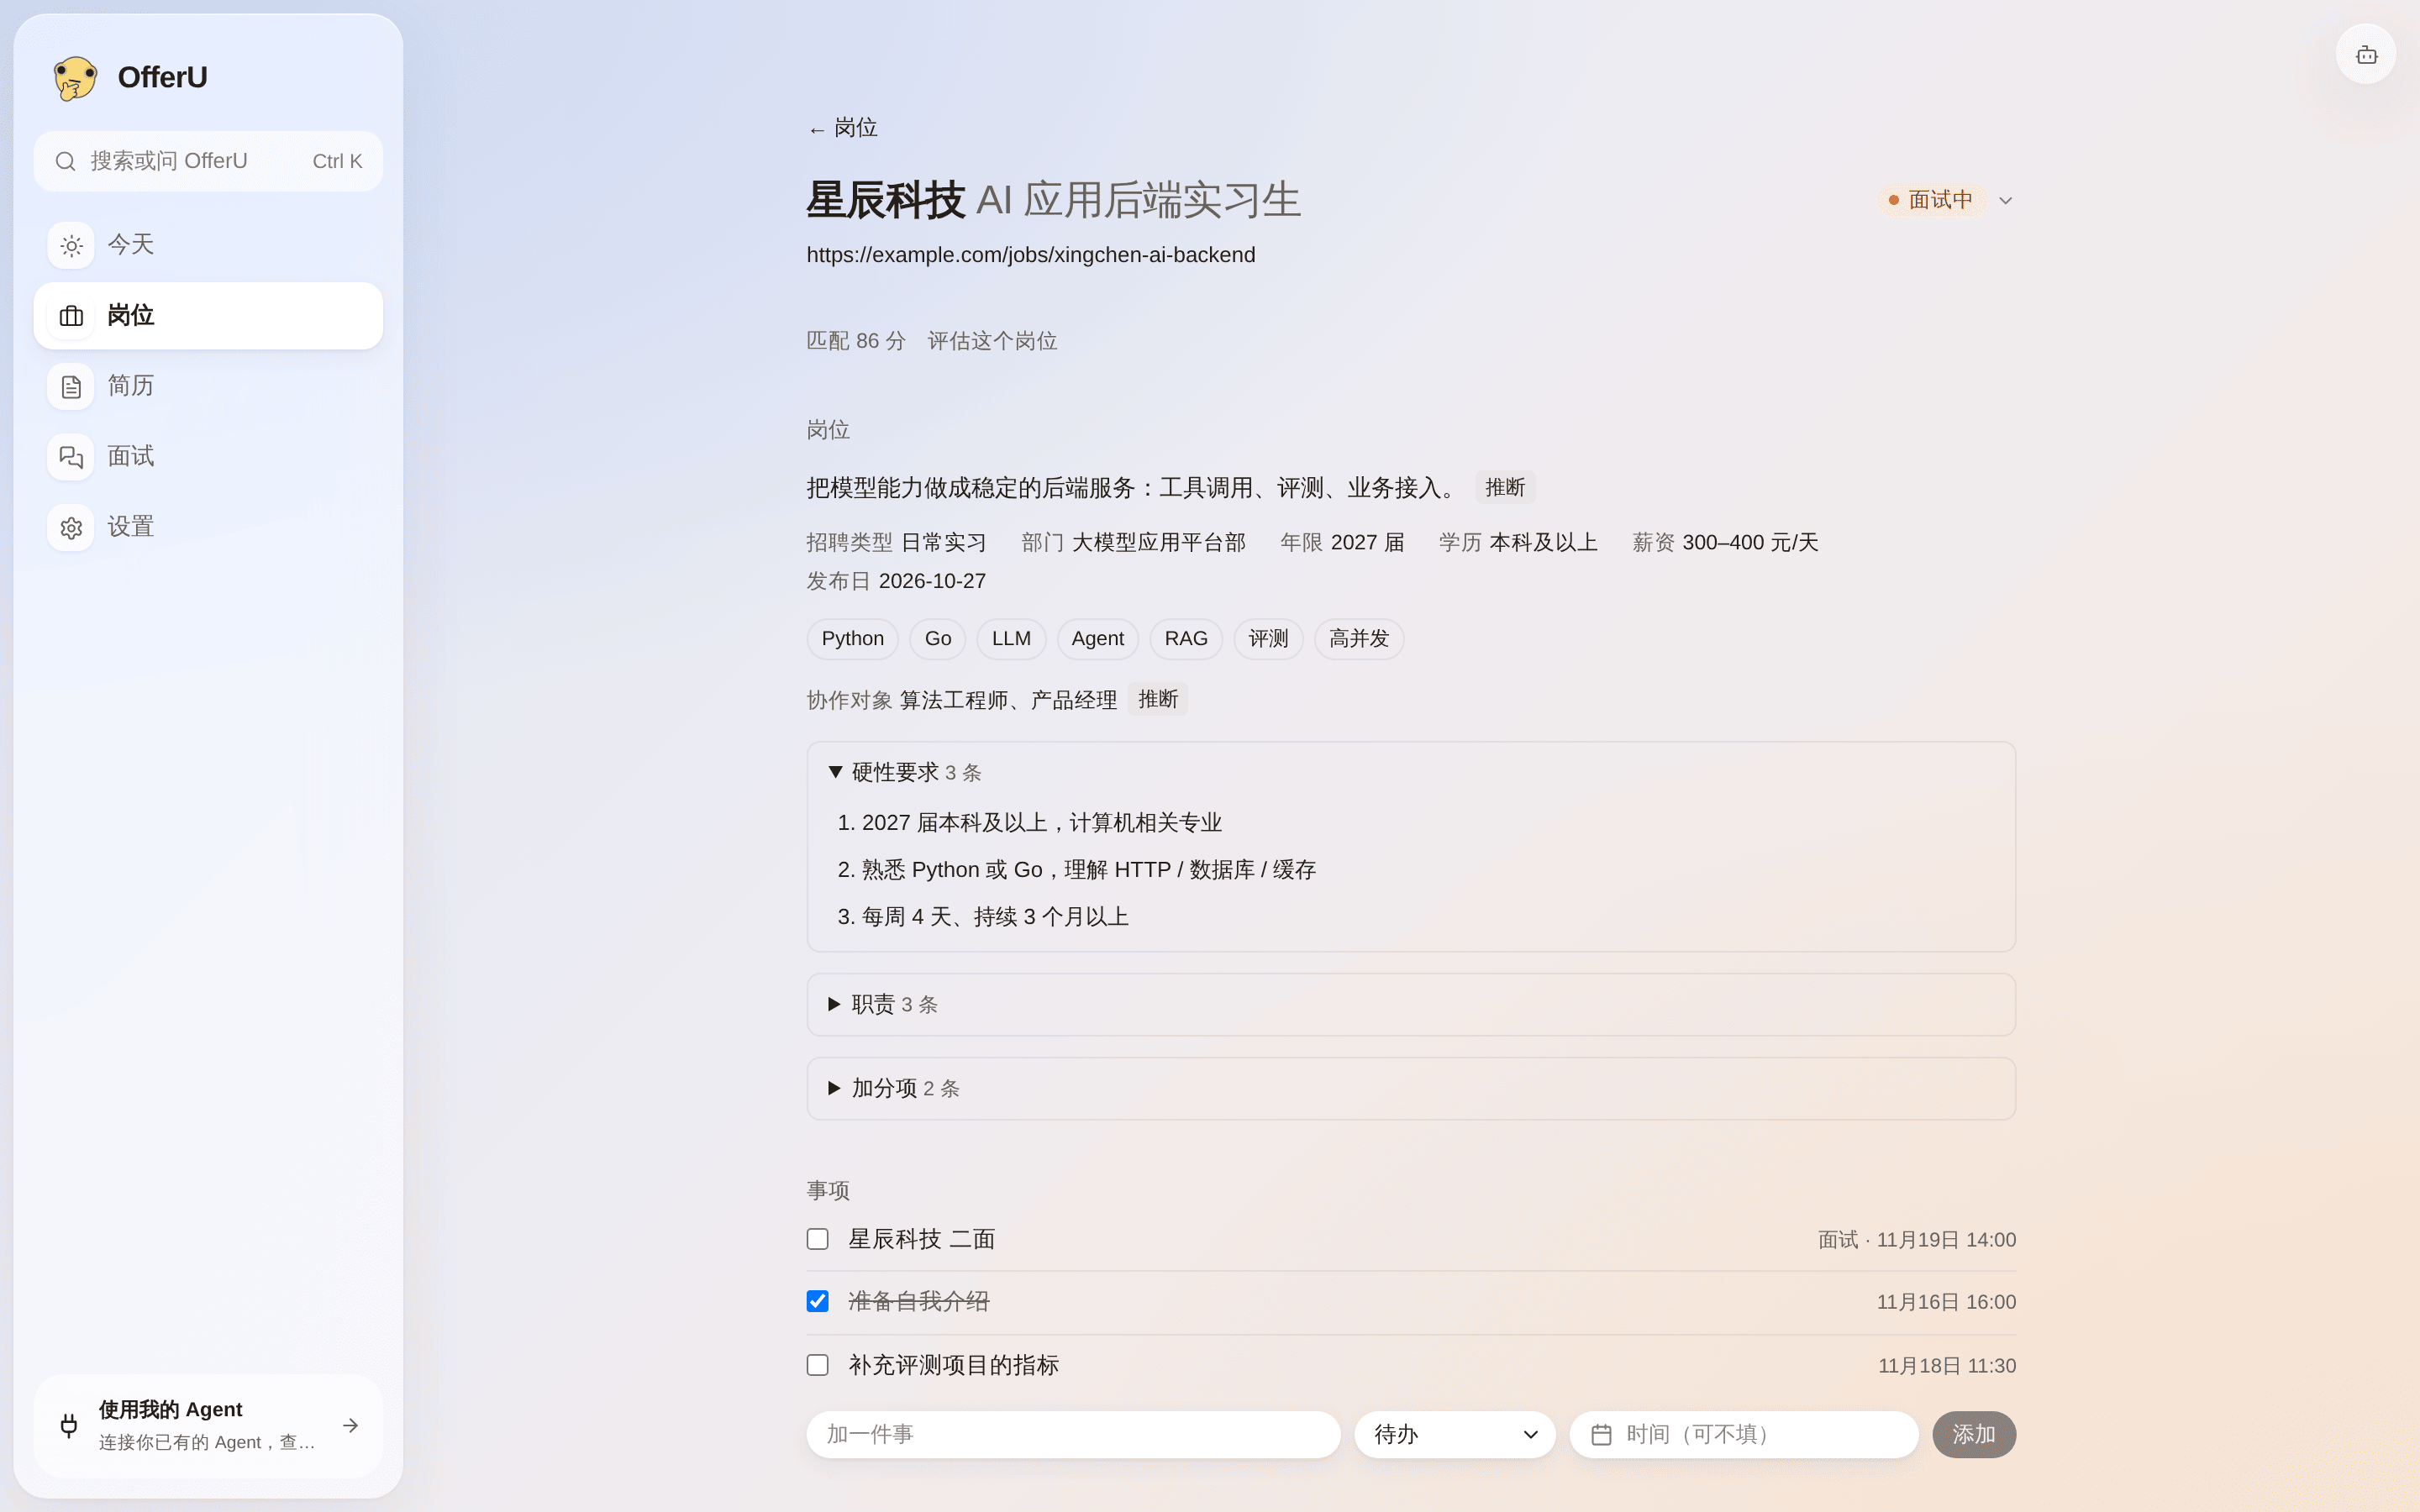 OfferU
搜索或问 OfferU Ctrl K
今天
岗位
简历
面试
设置
使用我的 Agent
连接你已有的 Agent，查…
← 岗位
星辰科技 AI 应用后端实习生 面试中
https://example.com/jobs/xingchen-ai-backend
匹配 86 分 评估这个岗位
岗位
把模型能力做成稳定的后端服务：工具调用、评测、业务接入。 推断
招聘类型 日常实习 部门 大模型应用平台部 年限 2027 届 学历 本科及以上 薪资 300–400 元/天
发布日 2026-10-27
Python Go LLM Agent RAG 评测 高并发
协作对象 算法工程师、产品经理 推断
硬性要求 3 条
1. 2027 届本科及以上，计算机相关专业
2. 熟悉 Python 或 Go，理解 HTTP / 数据库 / 缓存
3. 每周 4 天、持续 3 个月以上
职责 3 条
加分项 2 条
事项
星辰科技 二面 面试 · 11月19日 14:00
准备自我介绍 11月16日 16:00
补充评测项目的指标 11月18日 11:30
加一件事 待办 时间（可不填） 添加